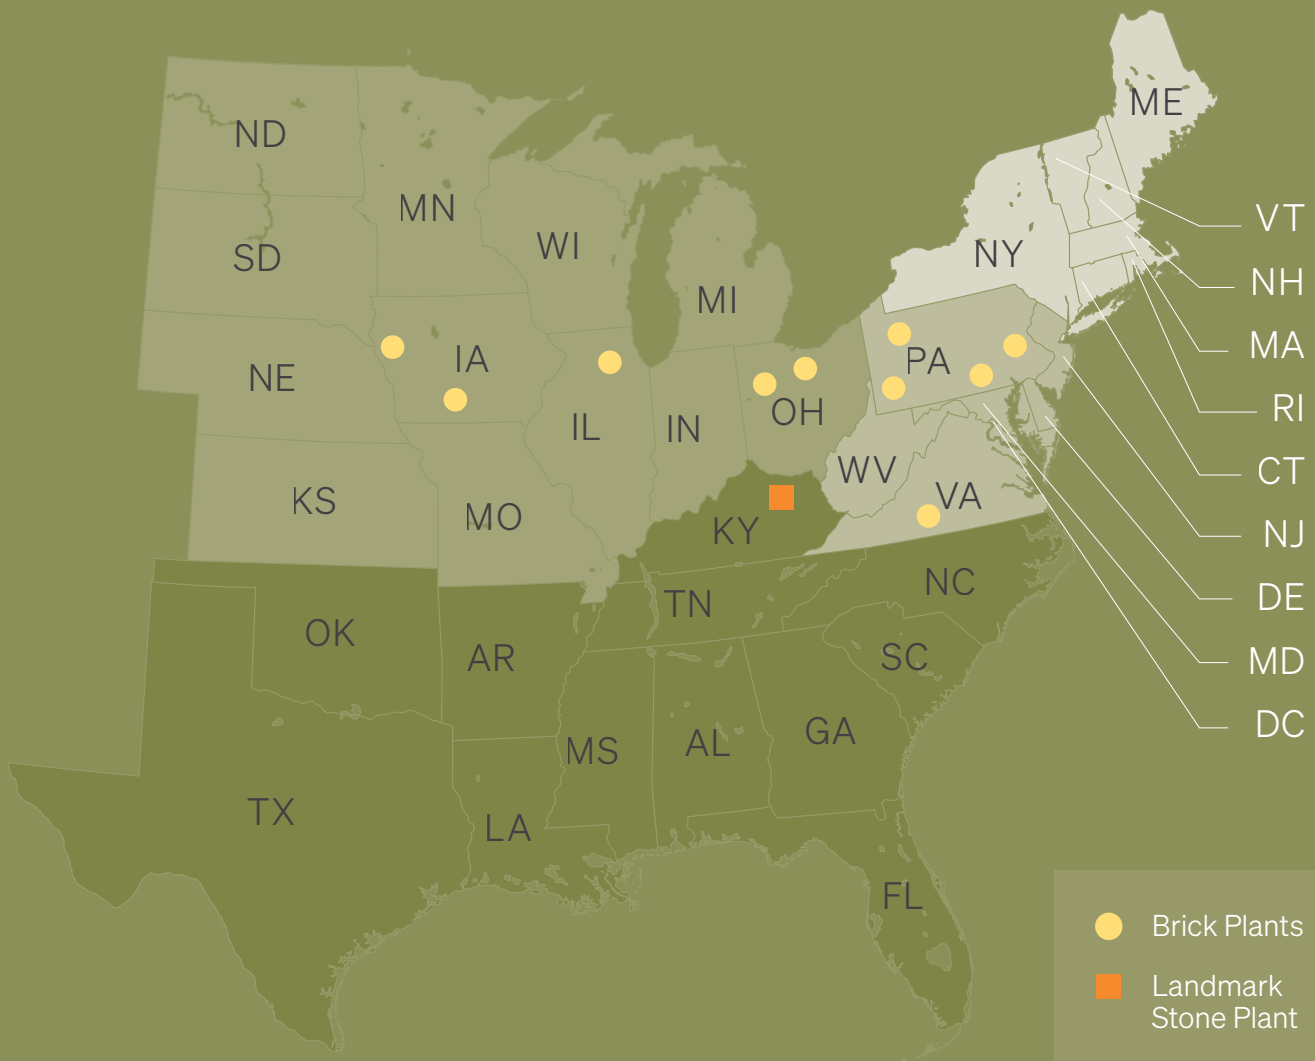 ME
ND
MN
VT
WI
SD
NY
NH
MI
MA
IA
PA
NE
RI
OH
IL
IN
CT
WV
VA
KS
MO
KY
NJ
NC
DE
TN
OK
AR
SC
MD
DC
GA
AL
MS
TX
LA
FL
Brick Plants
Landmark
Stone Plant